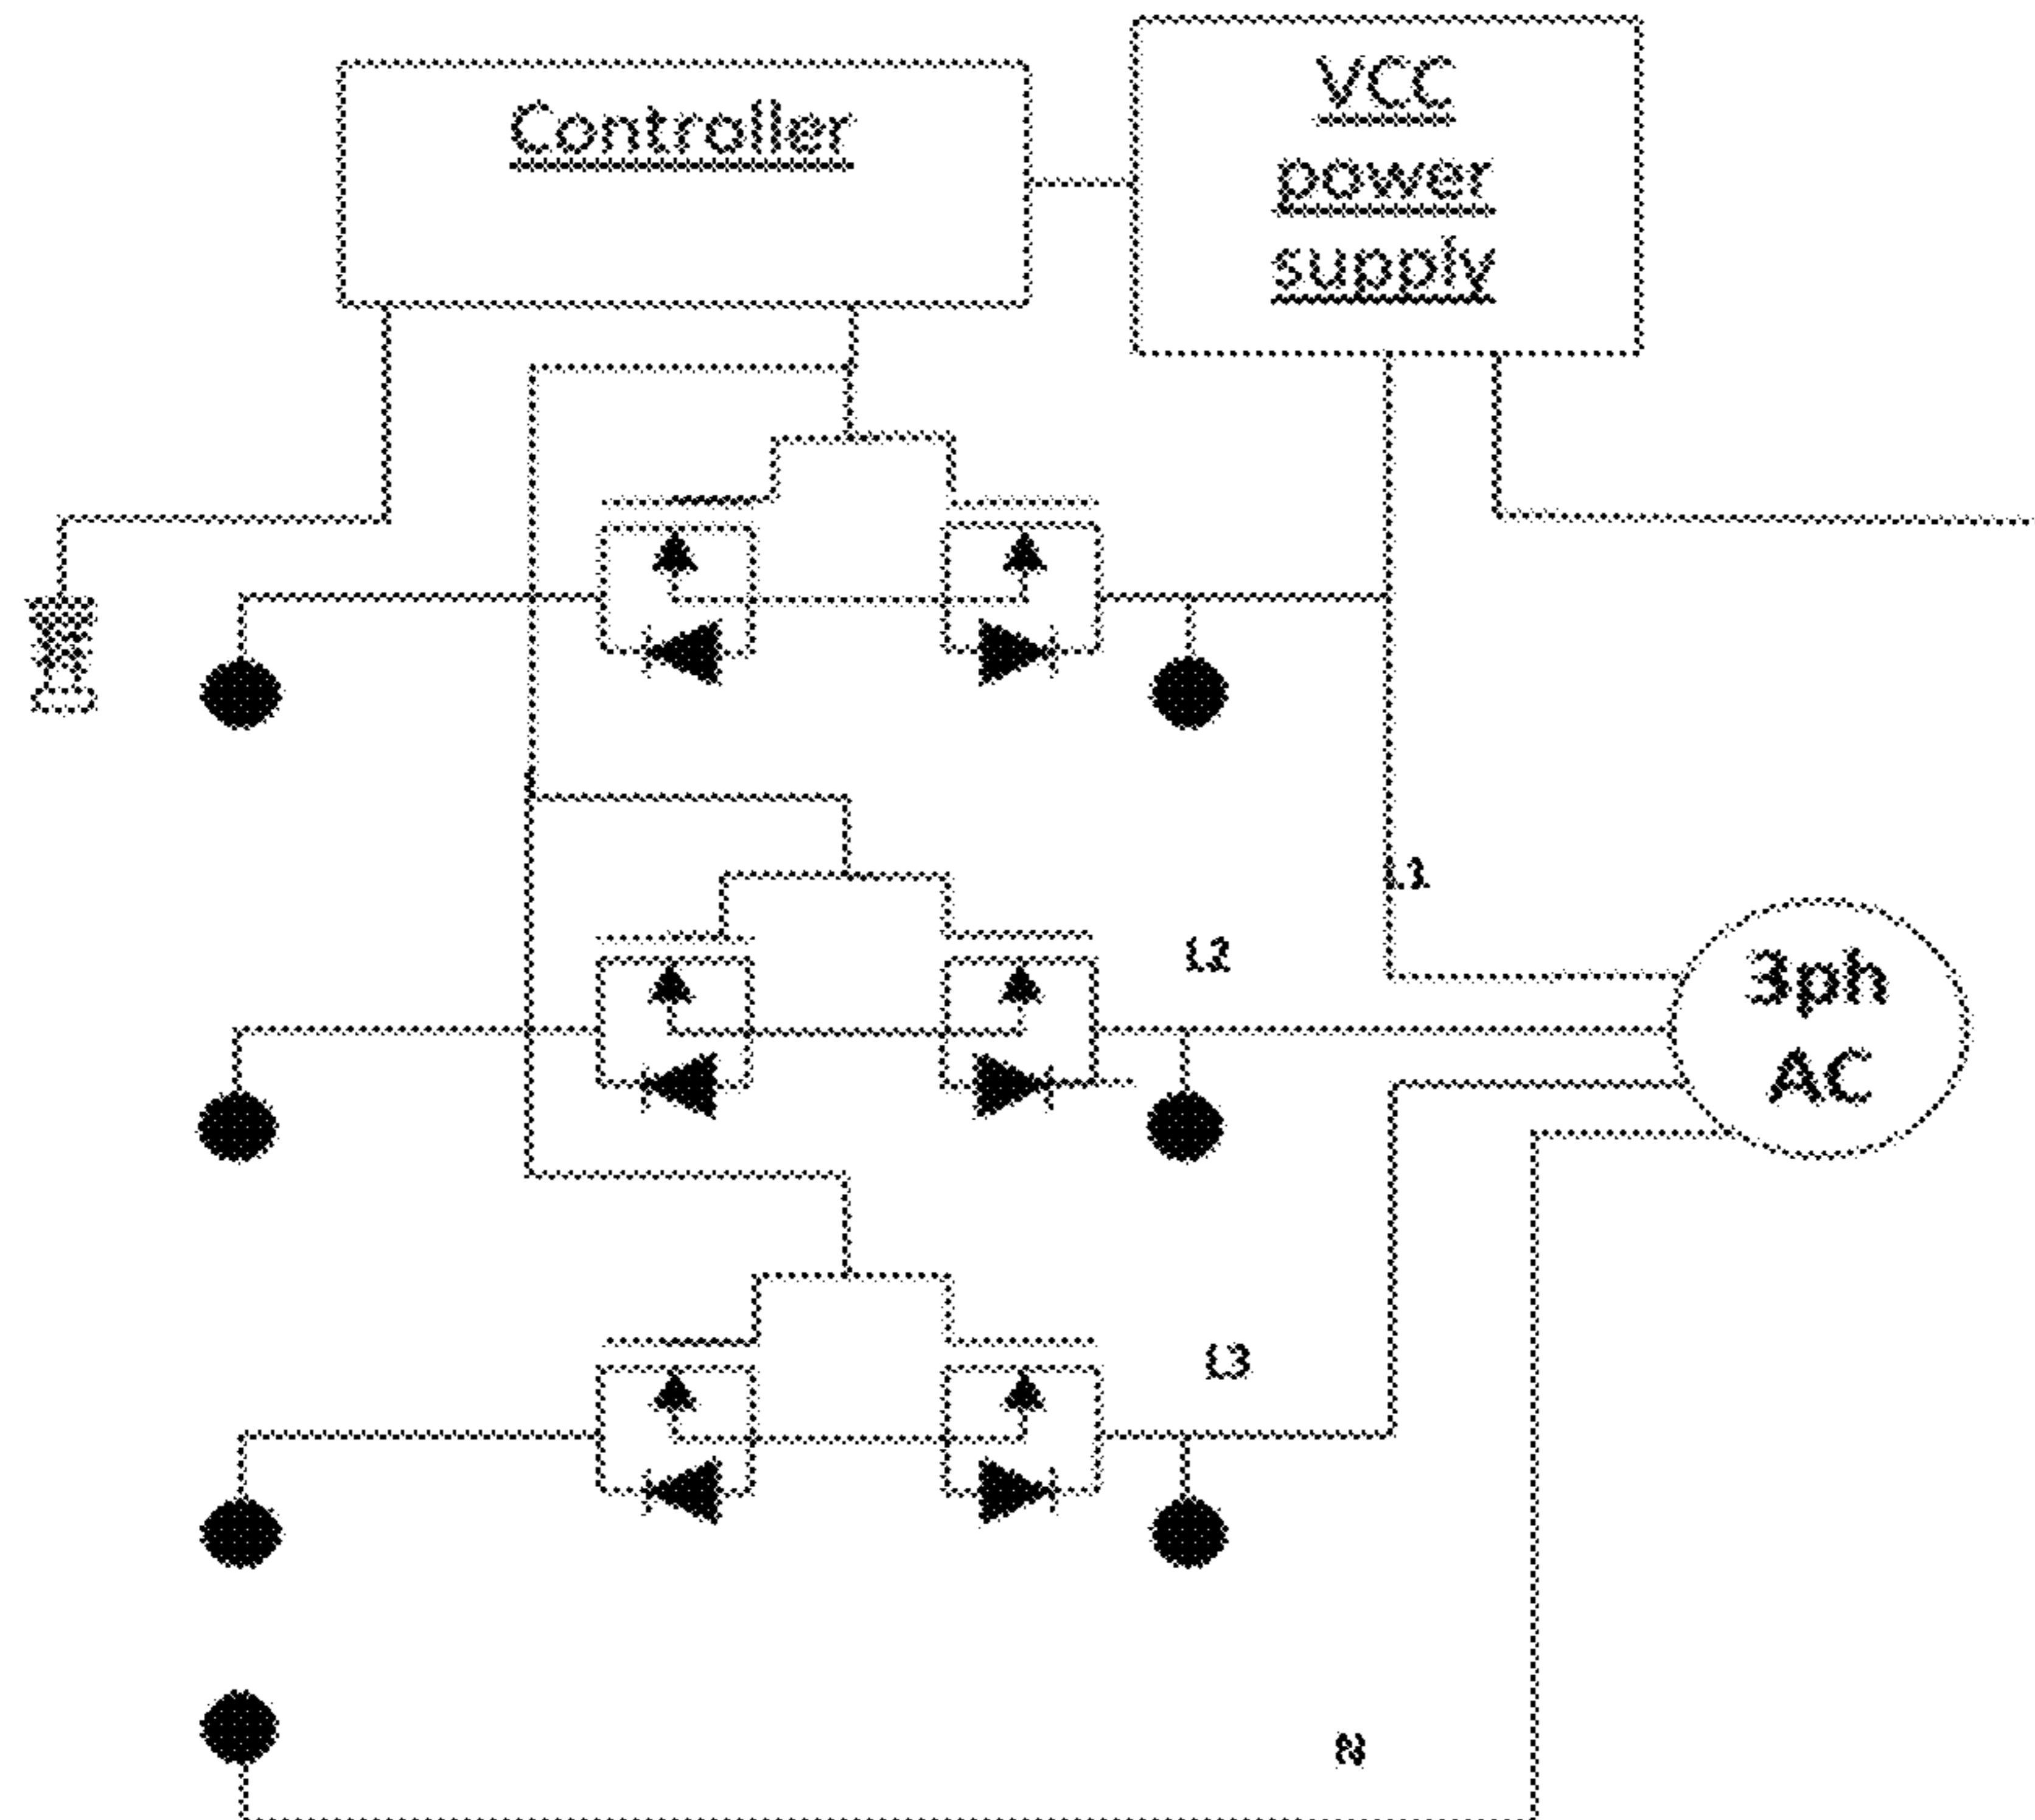 Controller
VCC
power
supply
L1
L2
3ph
AC
L3
N